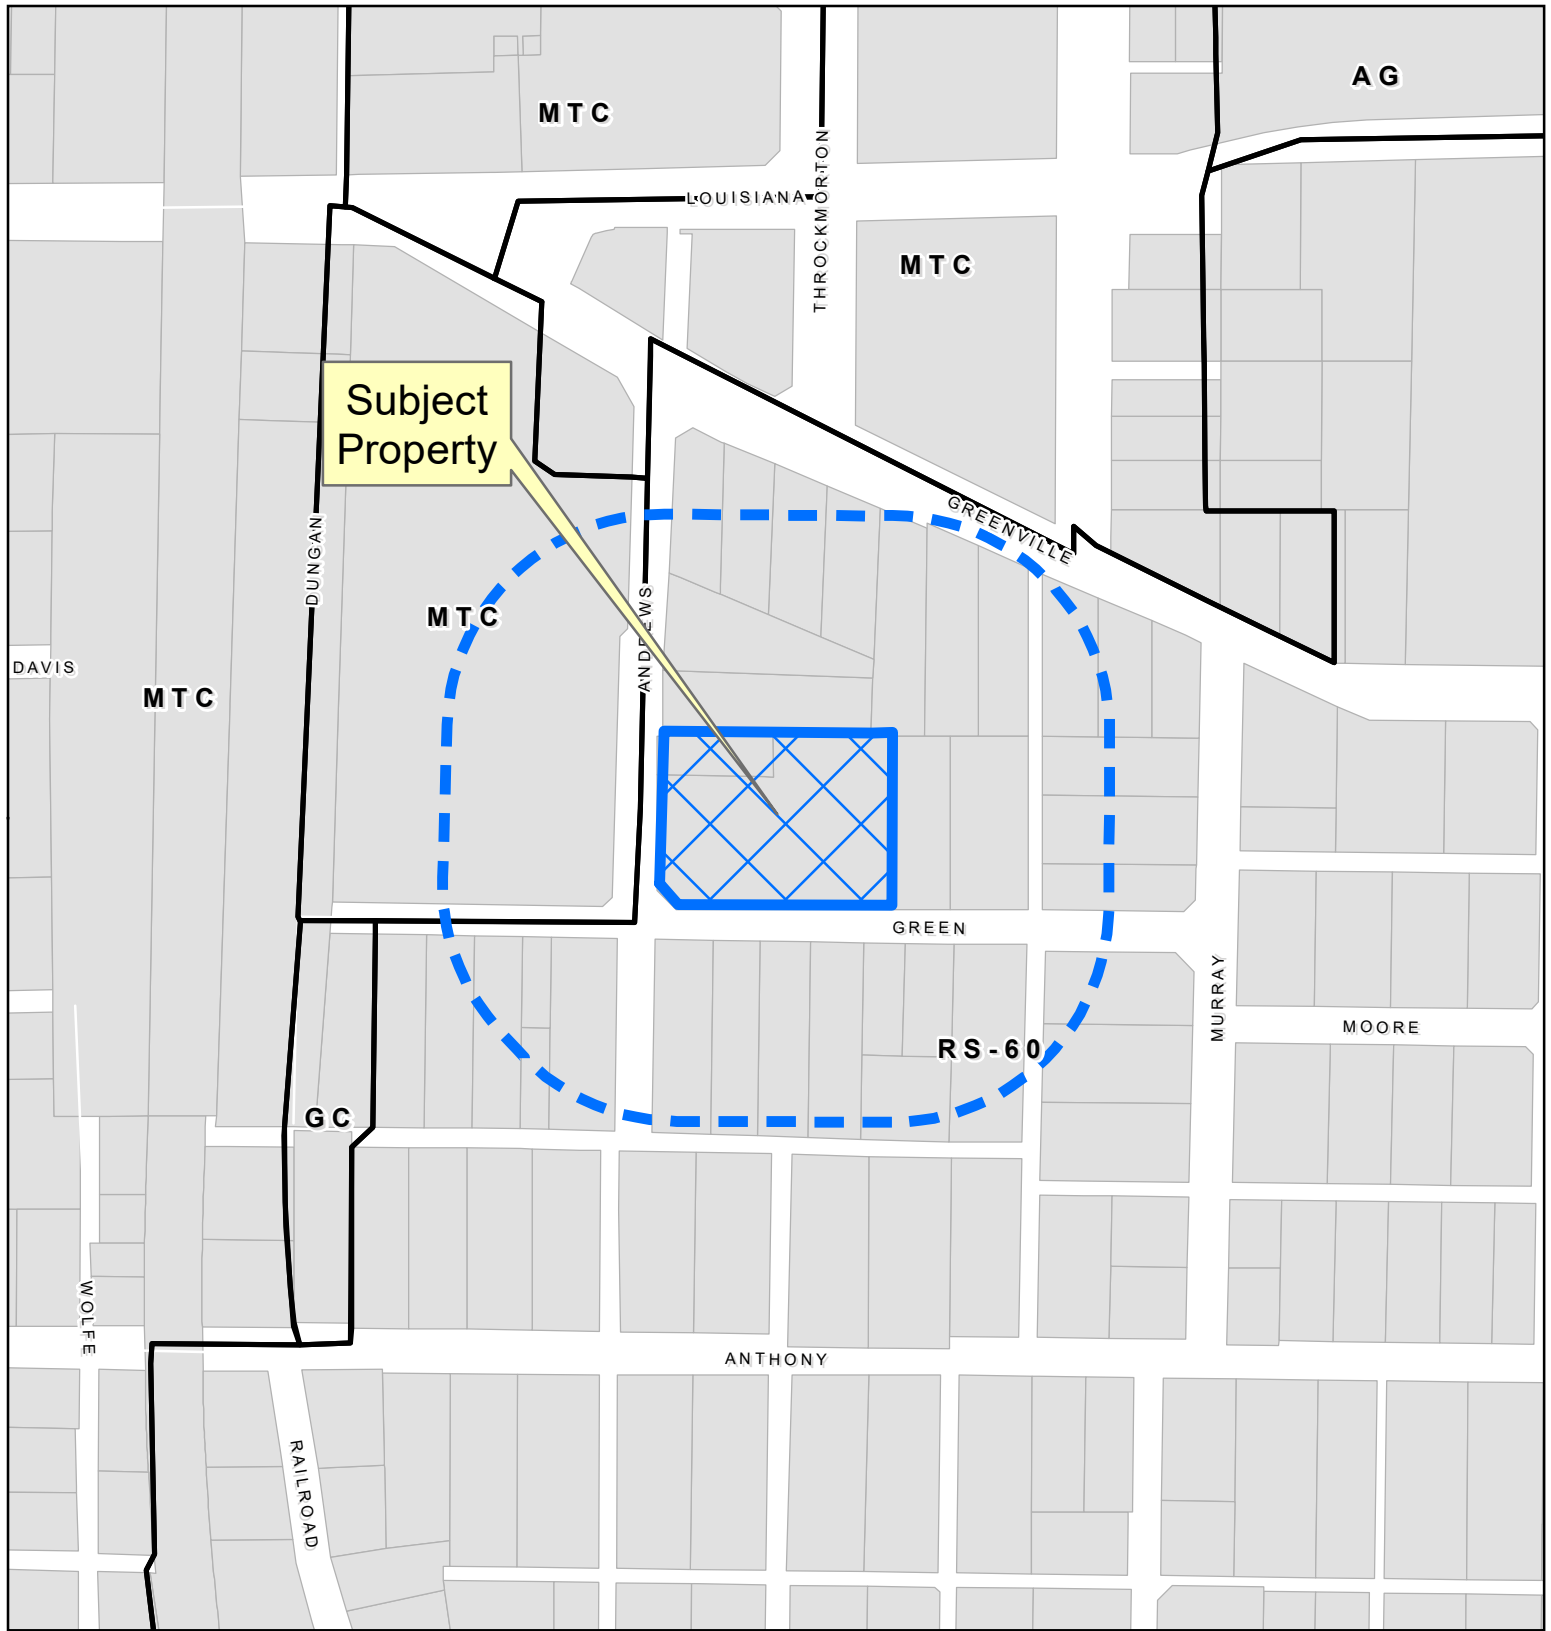 AG
MTC
THROCKMORTON
LOUISIANA
MTC
Subject
Property
GREENVILLE
DUNGAN
ANDREWS
MTC
DAVIS
MTC
GREEN
MURRAY
MOORE
RS-60
GC
WOLFE
ANTHONY
RAILROAD